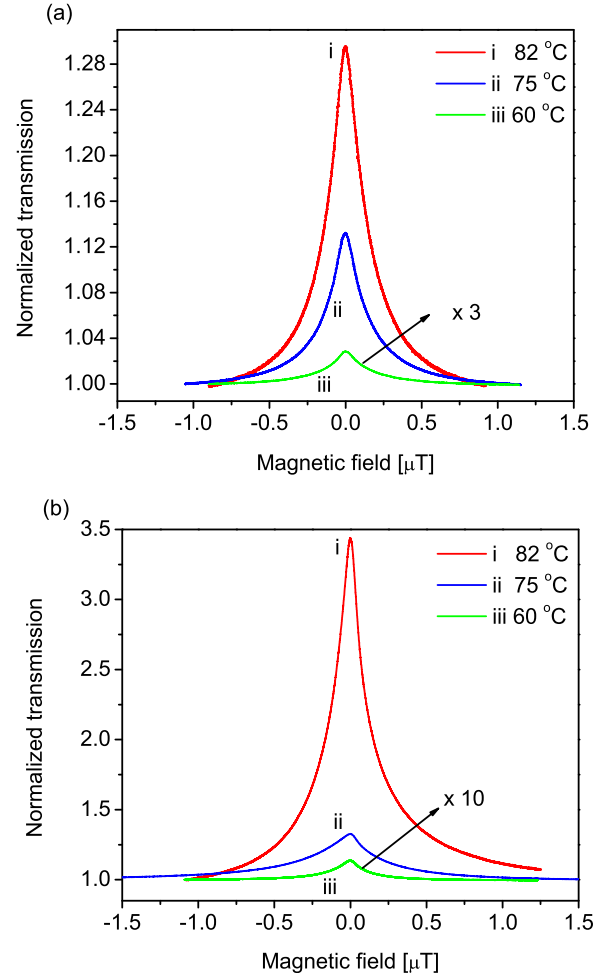 (a)
i
i 82 °C
ii 75 °C
iii 60 °C
1.28
1.24
1.20
1.16
1.12
1.08
1.04
1.00
Normalized transmission
ii
x 3
iii
-1.5 -1.0 -0.5 0.0 0.5 1.0 1.5
Magnetic field [μT]
(b)
i
i 82 °C
ii 75 °C
iii 60 °C
3.5
3.0
2.5
2.0
1.5
1.0
Normalized transmission
ii
x 10
iii
-1.5 -1.0 -0.5 0.0 0.5 1.0 1.5
Magnetic field [μT]